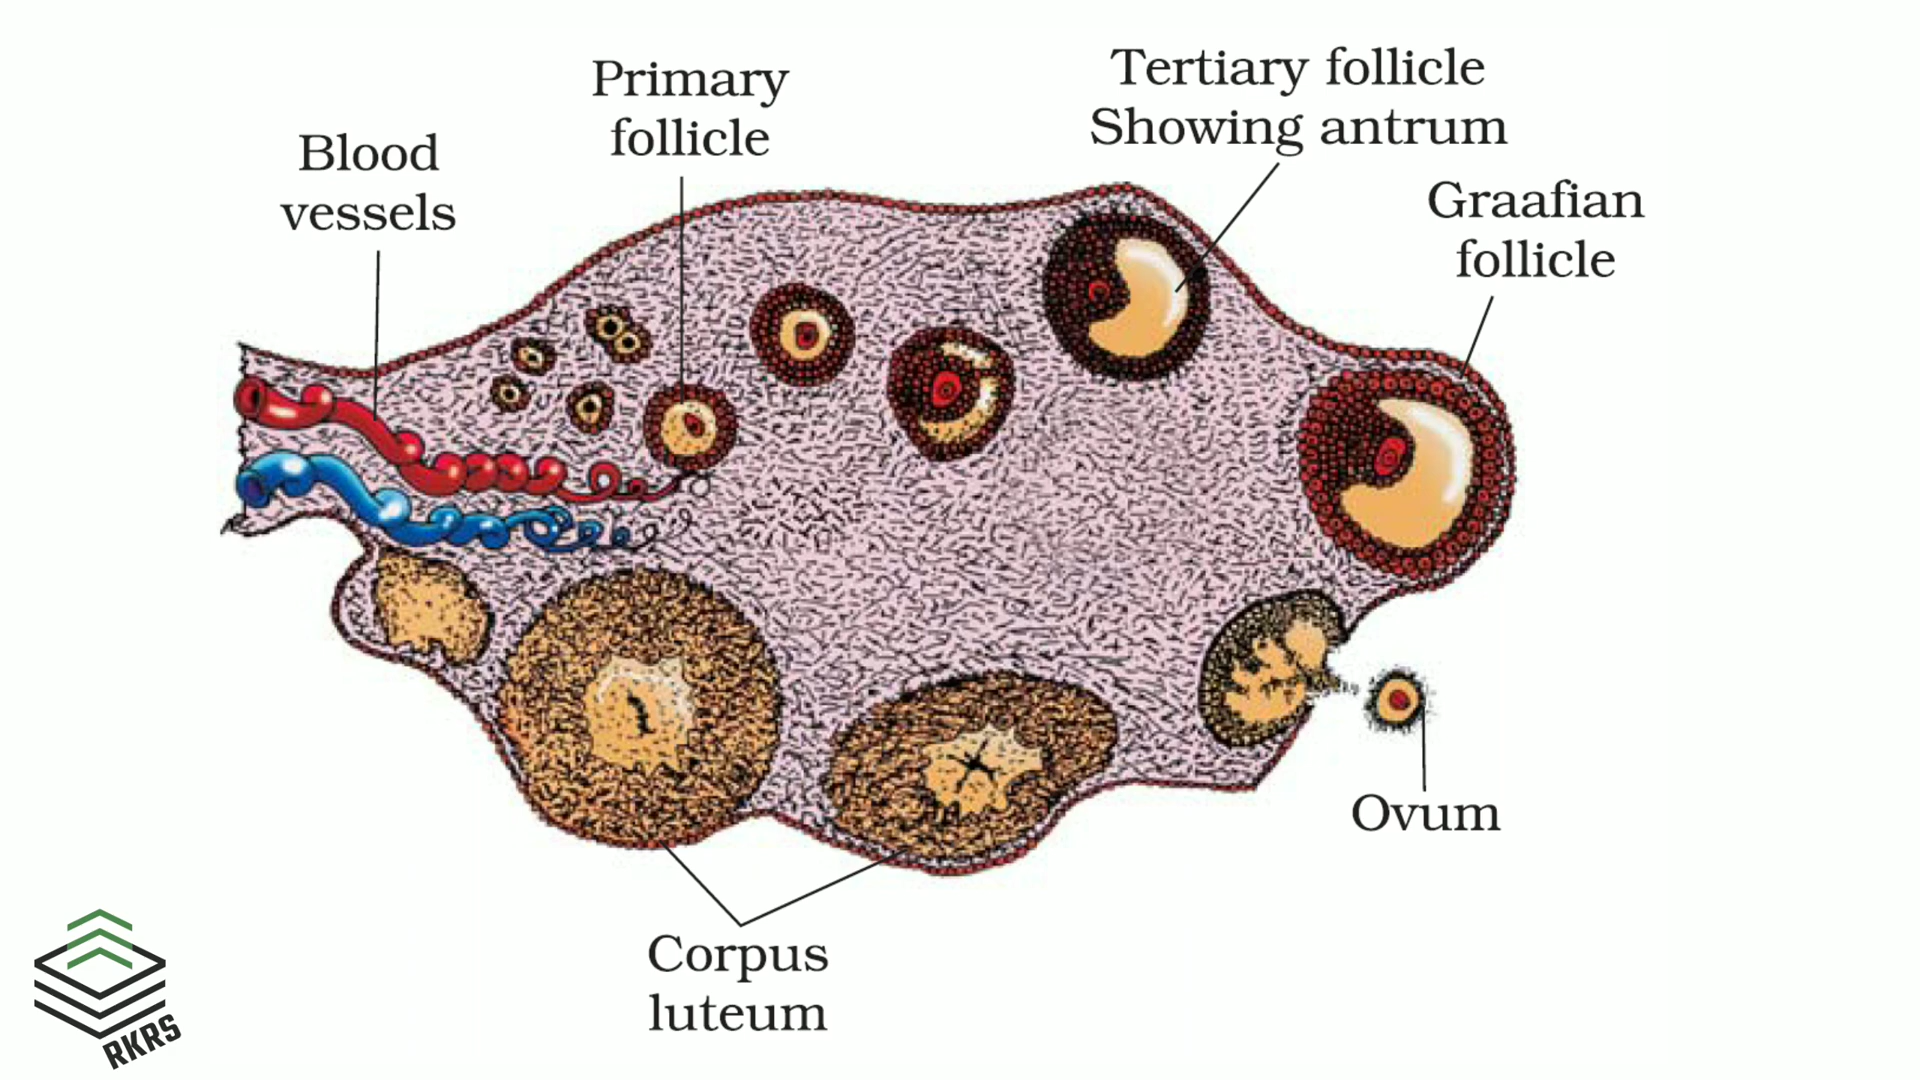 Primary
follicle
Tertiary follicle
Showing antrum
Blood
vessels
Graafian
follicle
Ovum
Corpus
luteum
RKRS